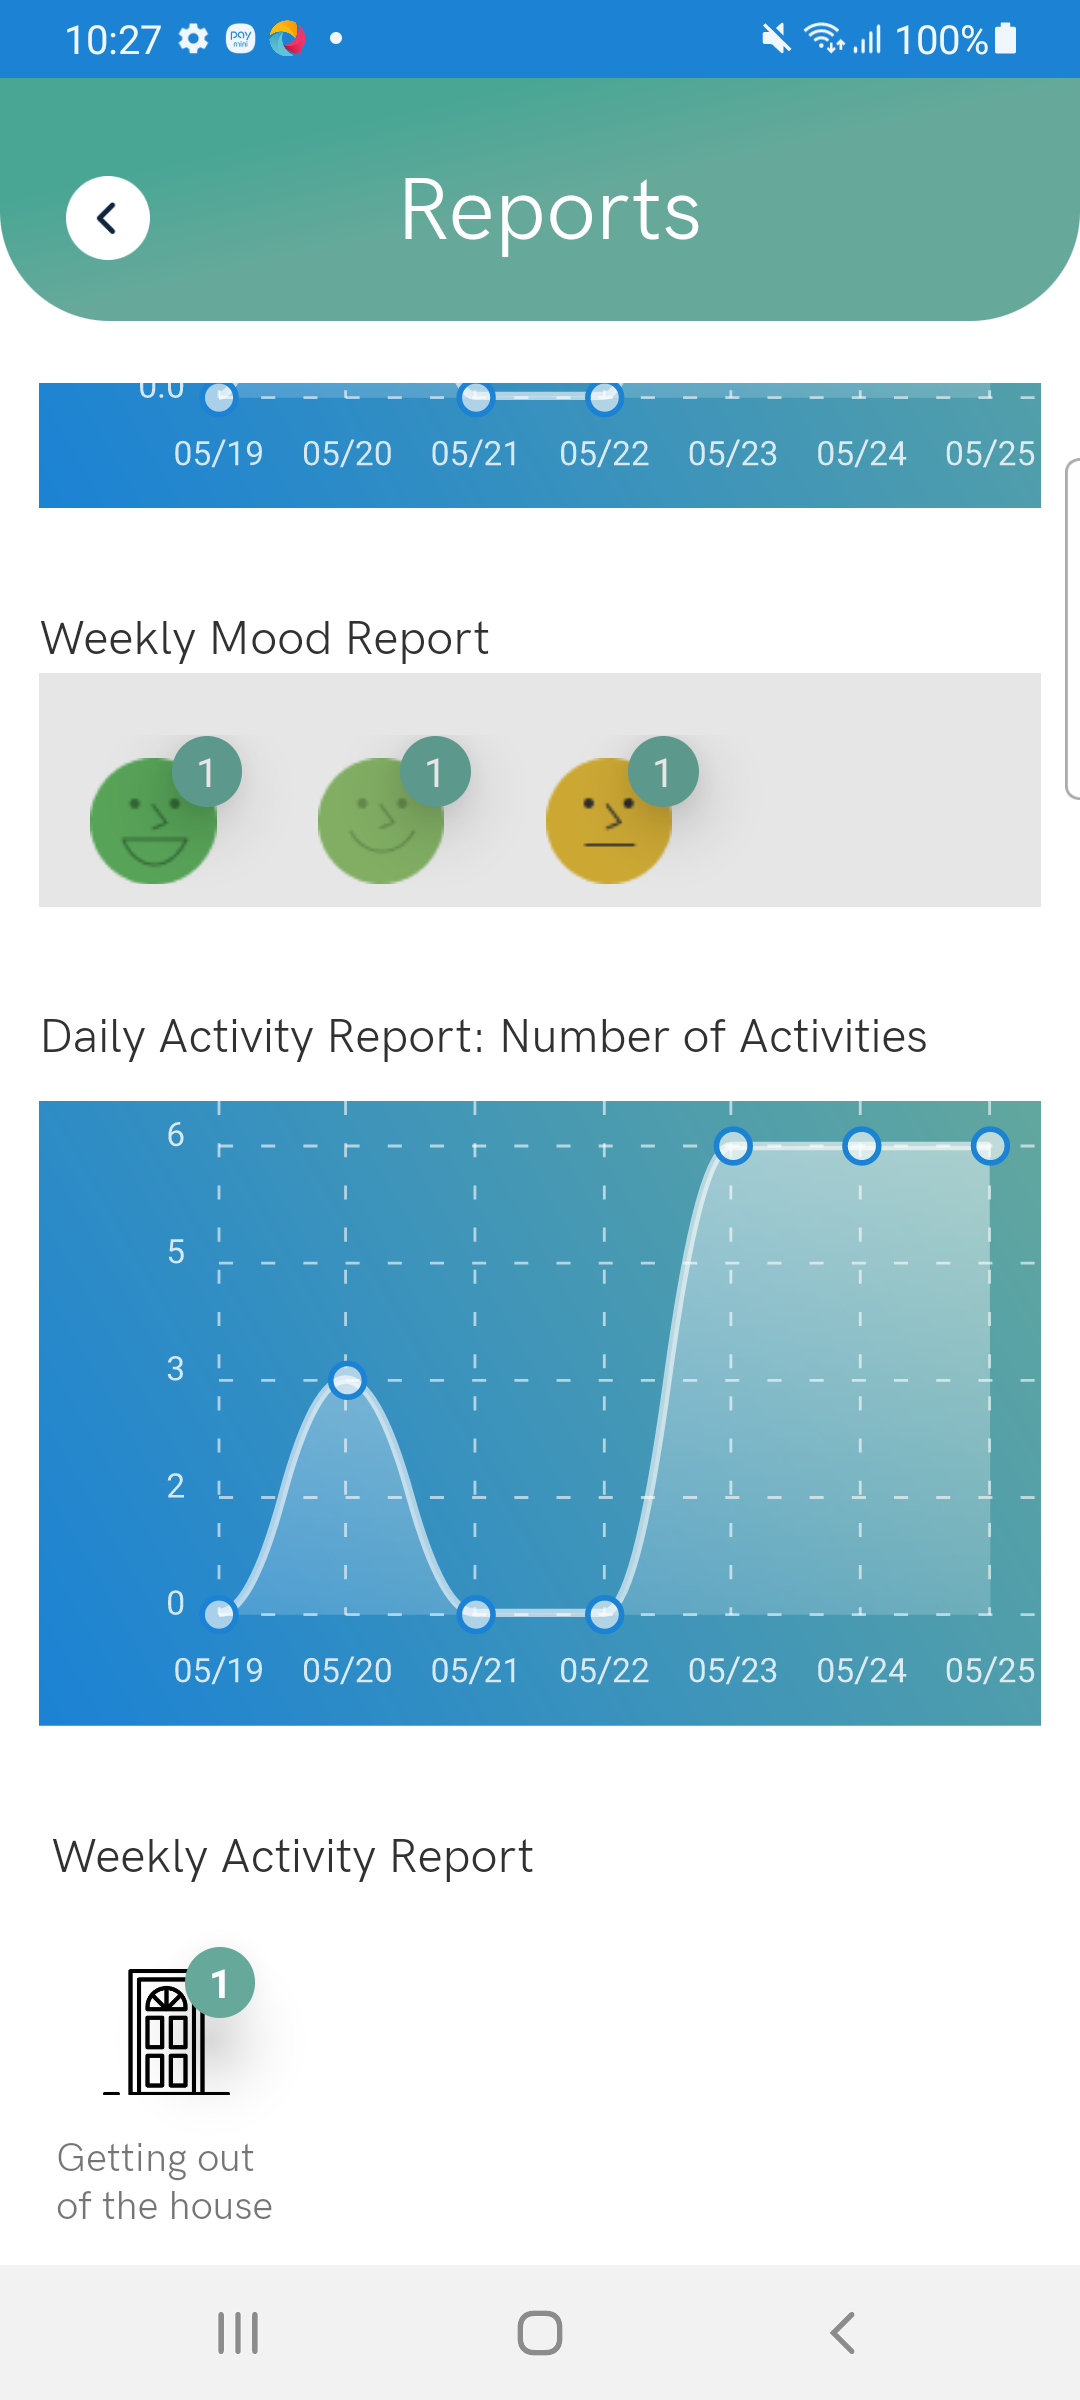 10:27 pay mini 100%
Reports
0.0
05/19 05/20 05/21 05/22 05/23 05/24 05/25
Weekly Mood Report
1 1 1
Daily Activity Report: Number of Activities
6
5
3
2
0
05/19 05/20 05/21 05/22 05/23 05/24 05/25
Weekly Activity Report
1
Getting out
of the house